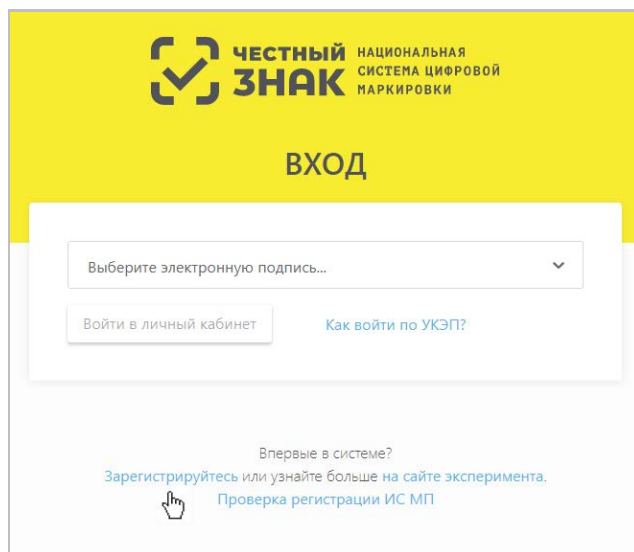 ЧЕСТНЫЙ
ЗНАК
НАЦИОНАЛЬНАЯ
СИСТЕМА ЦИФРОВОЙ
МАРКИРОВКИ
ВХОД
Выберите электронную подпись...
Войти в личный кабинет Как войти по УКЭП?
Впервые в системе?
Зарегистрируйтесь или узнайте больше на сайте эксперимента.
Проверка регистрации ИС МП